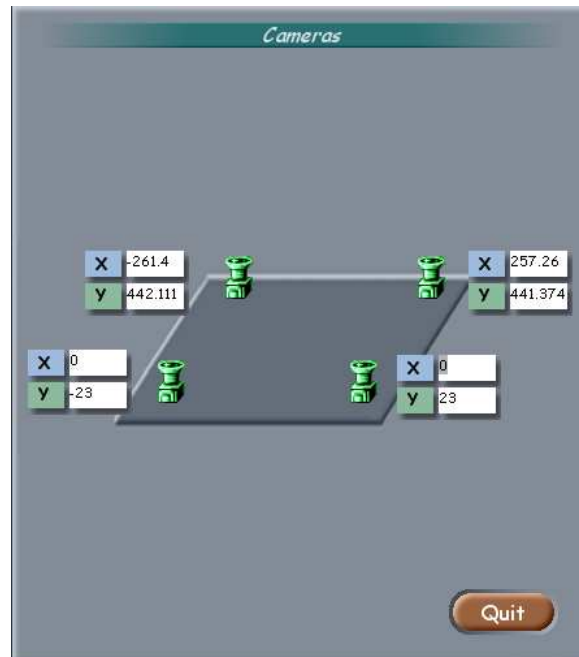 Cameras
X -261.4
X 257.26
Y 442.111
Y 441.374
X 0
X 0
Y -23
Y 23
Quit